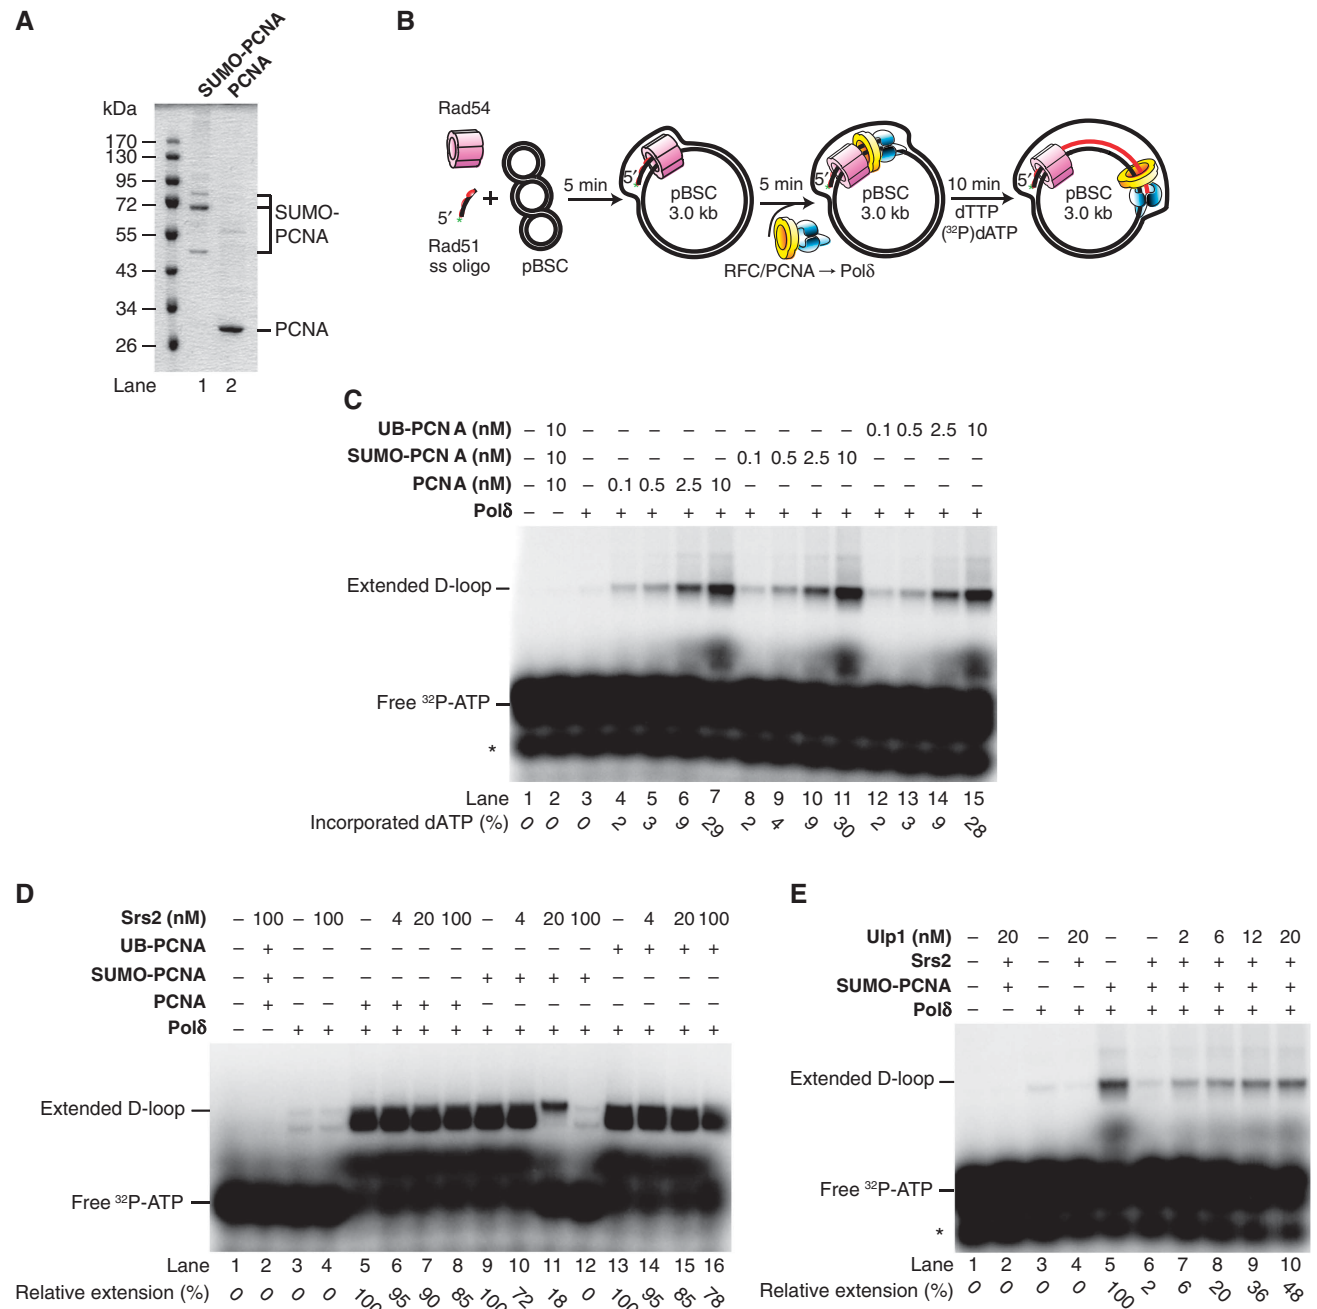 A
SUMO-PCNA
PCNA
kDa
170
130
95
72
55
43
34
26
SUMO-
PCNA
PCNA
Lane 1 2
B
Rad54
5′
Rad51
ss oligo
+
pBSC
5 min
5′
pBSC
3.0 kb
5 min
RFC/PCNA → Polδ
5′
pBSC
3.0 kb
10 min
dTTP
(32P)dATP
5′
pBSC
3.0 kb
C
UB-PCNA (nM) – 10 – – – – – – – – – 0.1 0.5 2.5 10
SUMO-PCNA (nM) – 10 – – – – – 0.1 0.5 2.5 10 – – – –
PCNA (nM) – 10 – 0.1 0.5 2.5 10 – – – – – – – –
Polδ – – + + + + + + + + + + + + +
Extended D-loop
Free 32P-ATP
*
Lane 1 2 3 4 5 6 7 8 9 10 11 12 13 14 15
Incorporated dATP (%) 0 0 0 2 3 9 29 2 4 9 30 2 3 9 28
D
Srs2 (nM) – 100 – 100 – 4 20 100 – 4 20 100 – 4 20 100
UB-PCNA – + – – – – – – – – – – + + + +
SUMO-PCNA – + – – – – – – + + + + – – – –
PCNA – + – – + + + + – – – – – – – –
Polδ – – + + + + + + + + + + + + + +
Extended D-loop
Free 32P-ATP
Lane 1 2 3 4 5 6 7 8 9 10 11 12 13 14 15 16
Relative extension (%) 0 0 0 0 100 95 90 85 100 72 18 0 100 95 85 78
E
Ulp1 (nM) – 20 – 20 – – 2 6 12 20
Srs2 – + – + – + + + + +
SUMO-PCNA – + – – + + + + + +
Polδ – – + + + + + + + +
Extended D-loop
Free 32P-ATP
*
Lane 1 2 3 4 5 6 7 8 9 10
Relative extension (%) 0 0 0 0 100 2 6 20 36 48